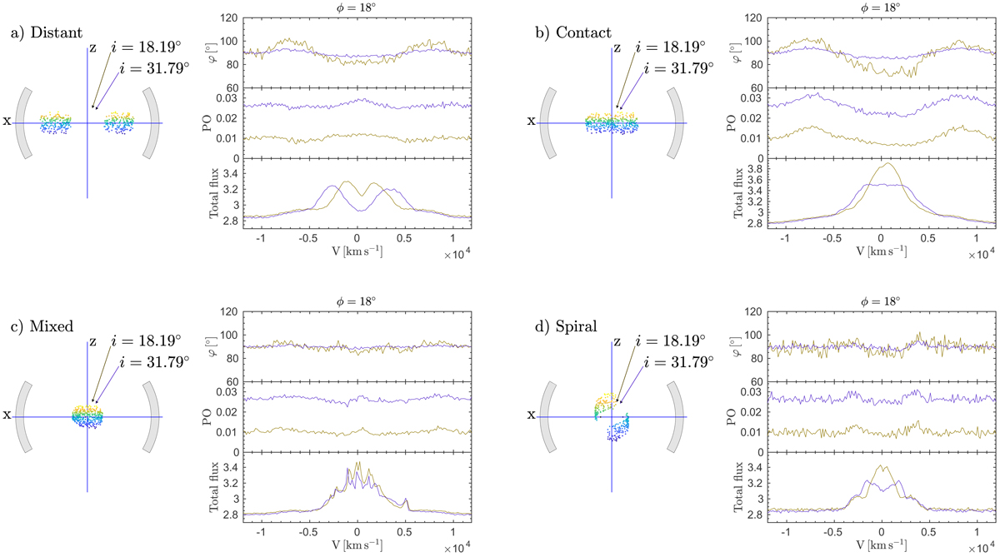 a) Distant
z
i = 18.19°
i = 31.79°
x
ϕ = 18°
120
100
80
60
φ [°]
0.03
0.02
0.01
0
PO
3.4
3.2
3
2.8
Total flux
-1 -0.5 0 0.5 1
V [km s⁻¹]
×10⁴
b) Contact
z
i = 18.19°
i = 31.79°
x
ϕ = 18°
120
100
80
60
φ [°]
0.03
0.02
0.01
0
PO
3.8
3.6
3.4
3.2
3
2.8
Total flux
-1 -0.5 0 0.5 1
V [km s⁻¹]
×10⁴
c) Mixed
z
i = 18.19°
i = 31.79°
x
ϕ = 18°
120
100
80
60
φ [°]
0.03
0.02
0.01
0
PO
3.4
3.2
3
2.8
Total flux
-1 -0.5 0 0.5 1
V [km s⁻¹]
×10⁴
d) Spiral
z
i = 18.19°
i = 31.79°
x
ϕ = 18°
120
100
80
60
φ [°]
0.03
0.02
0.01
0
PO
3.4
3.2
3
2.8
Total flux
-1 -0.5 0 0.5 1
V [km s⁻¹]
×10⁴